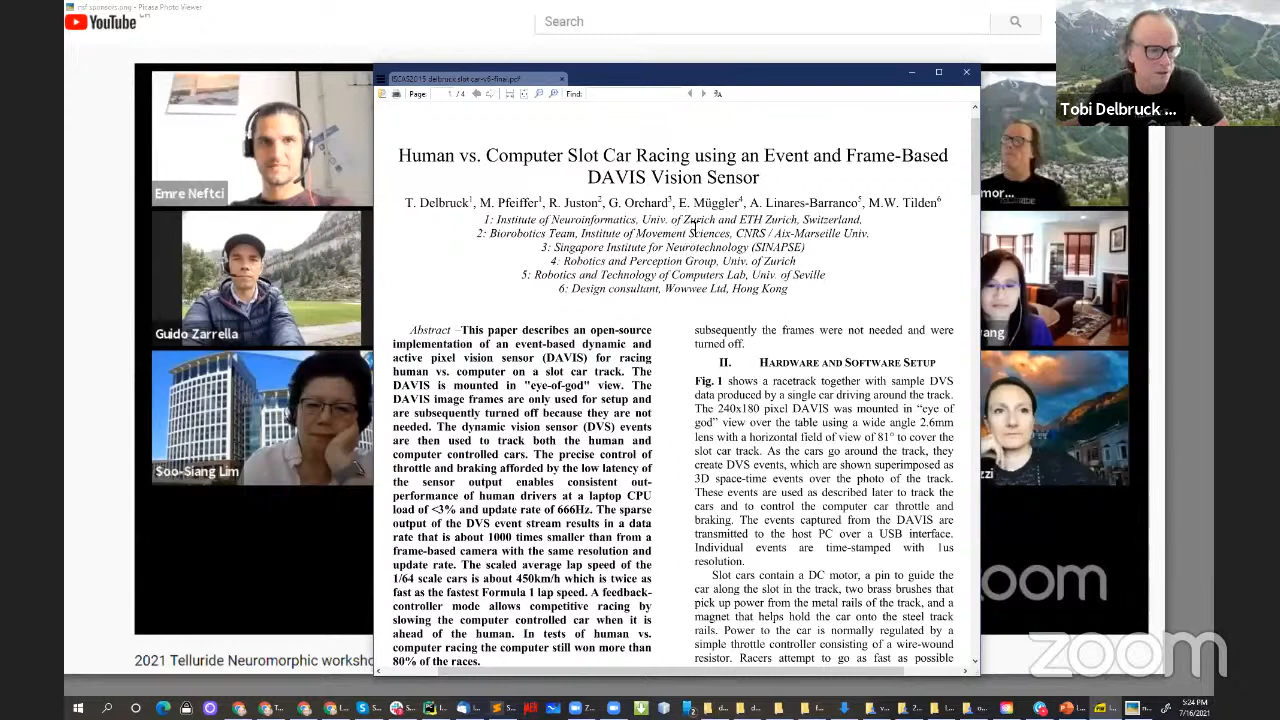 mf sponsors.png - Picasa Photo Viewer
YouTube
CH
Search
Tobi Delbruck ...
Emre Neftci
Guido Zarrella
Soo-Siang Lim
2021 Telluride Neuromorphic worksho
ISCAS2015 delbruck slot car-v6-final.pdf
Page:
1 / 4
Find:
Human vs. Computer Slot Car Racing using an Event and Frame-Based
DAVIS Vision Sensor
T. Delbruck1, M. Pfeiffer1, R. Juston2, G. Orchard3, E. Müggler4, A. Linares-Barranco5, M.W. Tilden6
1: Institute of Neuroinformatics, Univ. of Zurich and ETH Zurich, Switzerland.
2: Biorobotics Team, Institute of Movement Sciences, CNRS / Aix-Marseille Univ.
3: Singapore Institute for Neurotechnology (SINAPSE)
4: Robotics and Perception Group, Univ. of Zurich
5: Robotics and Technology of Computers Lab, Univ. of Seville
6: Design consultant, Wowwee Ltd, Hong Kong
Abstract –This paper describes an open-source
implementation of an event-based dynamic and
active pixel vision sensor (DAVIS) for racing
human vs. computer on a slot car track. The
DAVIS is mounted in "eye-of-god" view. The
DAVIS image frames are only used for setup and
are subsequently turned off because they are not
needed. The dynamic vision sensor (DVS) events
are then used to track both the human and
computer controlled cars. The precise control of
throttle and braking afforded by the low latency of
the sensor output enables consistent out-
performance of human drivers at a laptop CPU
load of <3% and update rate of 666Hz. The sparse
output of the DVS event stream results in a data
rate that is about 1000 times smaller than from a
frame-based camera with the same resolution and
update rate. The scaled average lap speed of the
1/64 scale cars is about 450km/h which is twice as
fast as the fastest Formula 1 lap speed. A feedback-
controller mode allows competitive racing by
slowing the computer controlled car when it is
ahead of the human. In tests of human vs.
computer racing the computer still won more than
80% of the races.
subsequently the frames were not needed and were
turned off.
II. HARDWARE AND SOFTWARE SETUP
Fig. 1 shows a racetrack together with sample DVS
data produced by a single car driving around the track.
The 240x180 pixel DAVIS was mounted in "eye of
god" view over the table using a wide angle 2.6mm
lens with a horizontal field of view of 81° to cover the
slot car track. As the cars go around the track, they
create DVS events, which are shown superimposed as
3D space-time events over the photo of the track.
These events are used as described later to track the
cars and to control the computer car throttle and
braking. The events captured from the DAVIS are
transmitted to the host PC over a USB interface.
Individual events are time-stamped with 1us
resolution.
Slot cars contain a DC motor, a pin to guide the
car along the slot in the track, two brass brushes that
pick up power from the metal rails of the track, and a
magnet that helps hold the car onto the steel track
rails. Power to the car is normally regulated by a
simple throttle controller consisting of a wire-wound
resistor. Racers attempt to go as fast as possible
mor...
ang
zzi
zoom
zoom
5:24 PM
7/16/2021